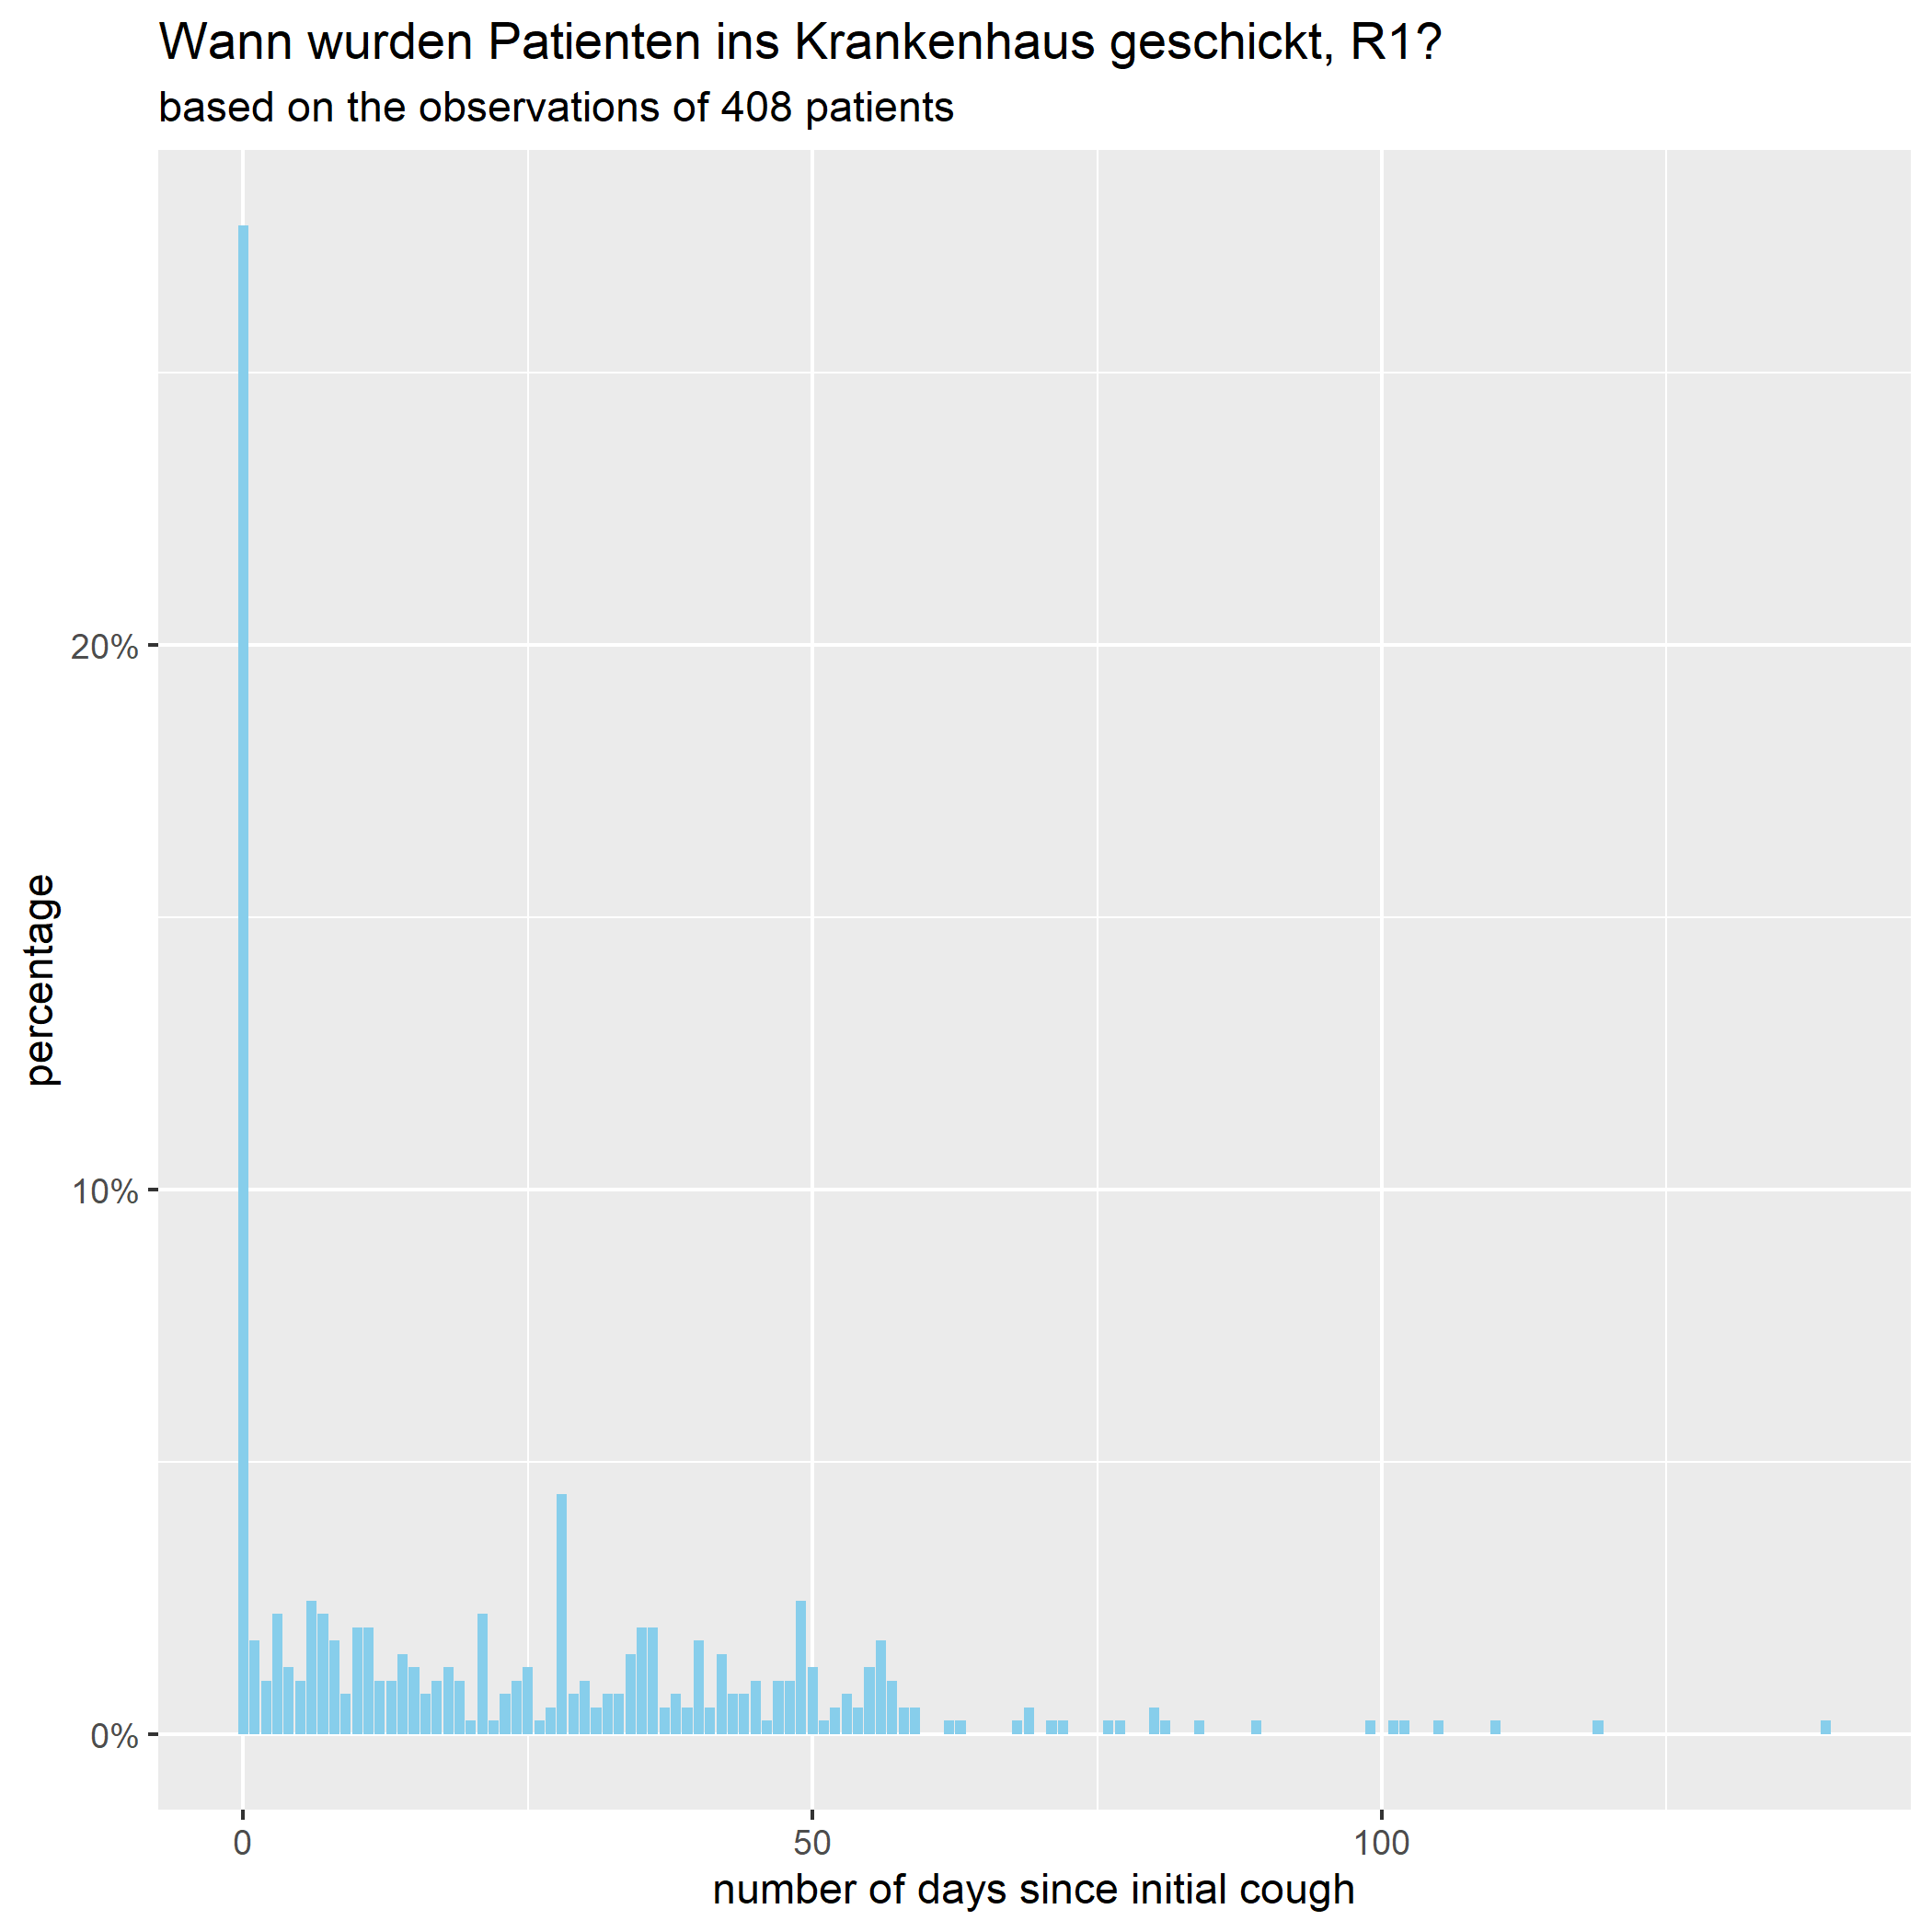 Wann wurden Patienten ins Krankenhaus geschickt, R1?
based on the observations of 408 patients
percentage
20%
10%
0%
0
50
100
number of days since initial cough